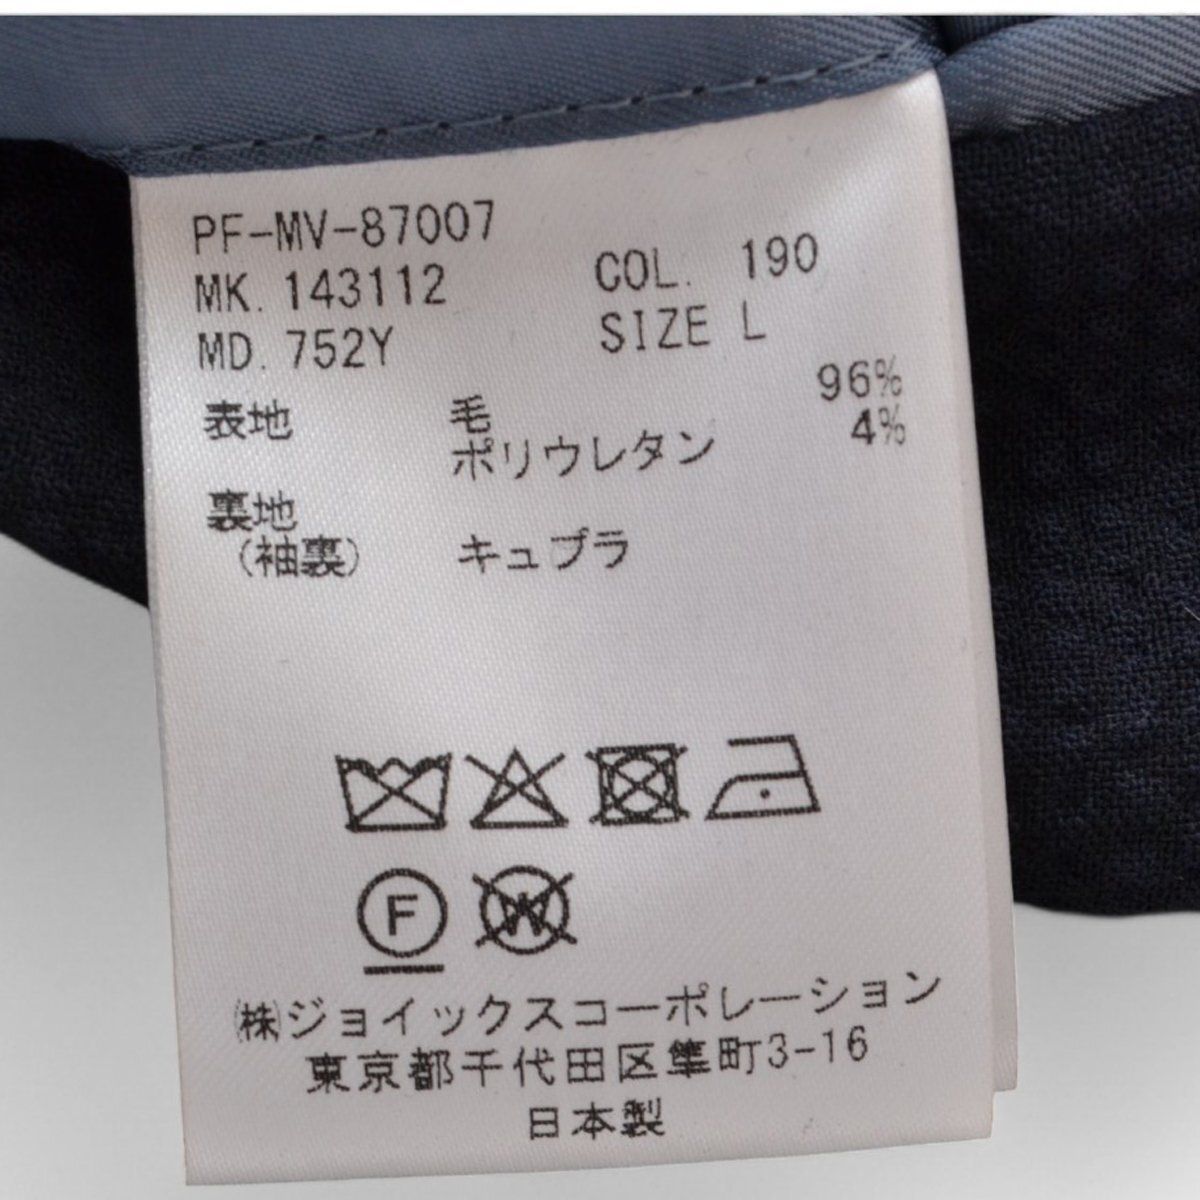 PF-MV-87007
MK. 143112 COL. 190
MD. 752Y SIZE L
表地 毛 96%
ポリウレタン 4%
裏地
(袖裏) キュプラ
F
W
㈱ジョイックスコーポレーション
東京都千代田区隼町3-16
日本製